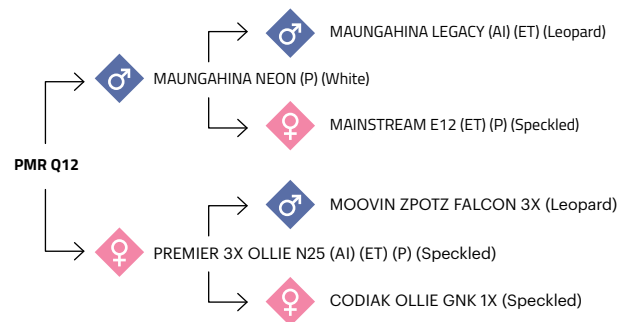 MAUNGAHINA LEGACY (AI) (ET) (Leopard)
MAUNGAHINA NEON (P) (White)
MAINSTREAM E12 (ET) (P) (Speckled)
PMR Q12
MOOVIN ZPOTZ FALCON 3X (Leopard)
PREMIER 3X OLLIE N25 (AI) (ET) (P) (Speckled)
CODIAK OLLIE GNK 1X (Speckled)